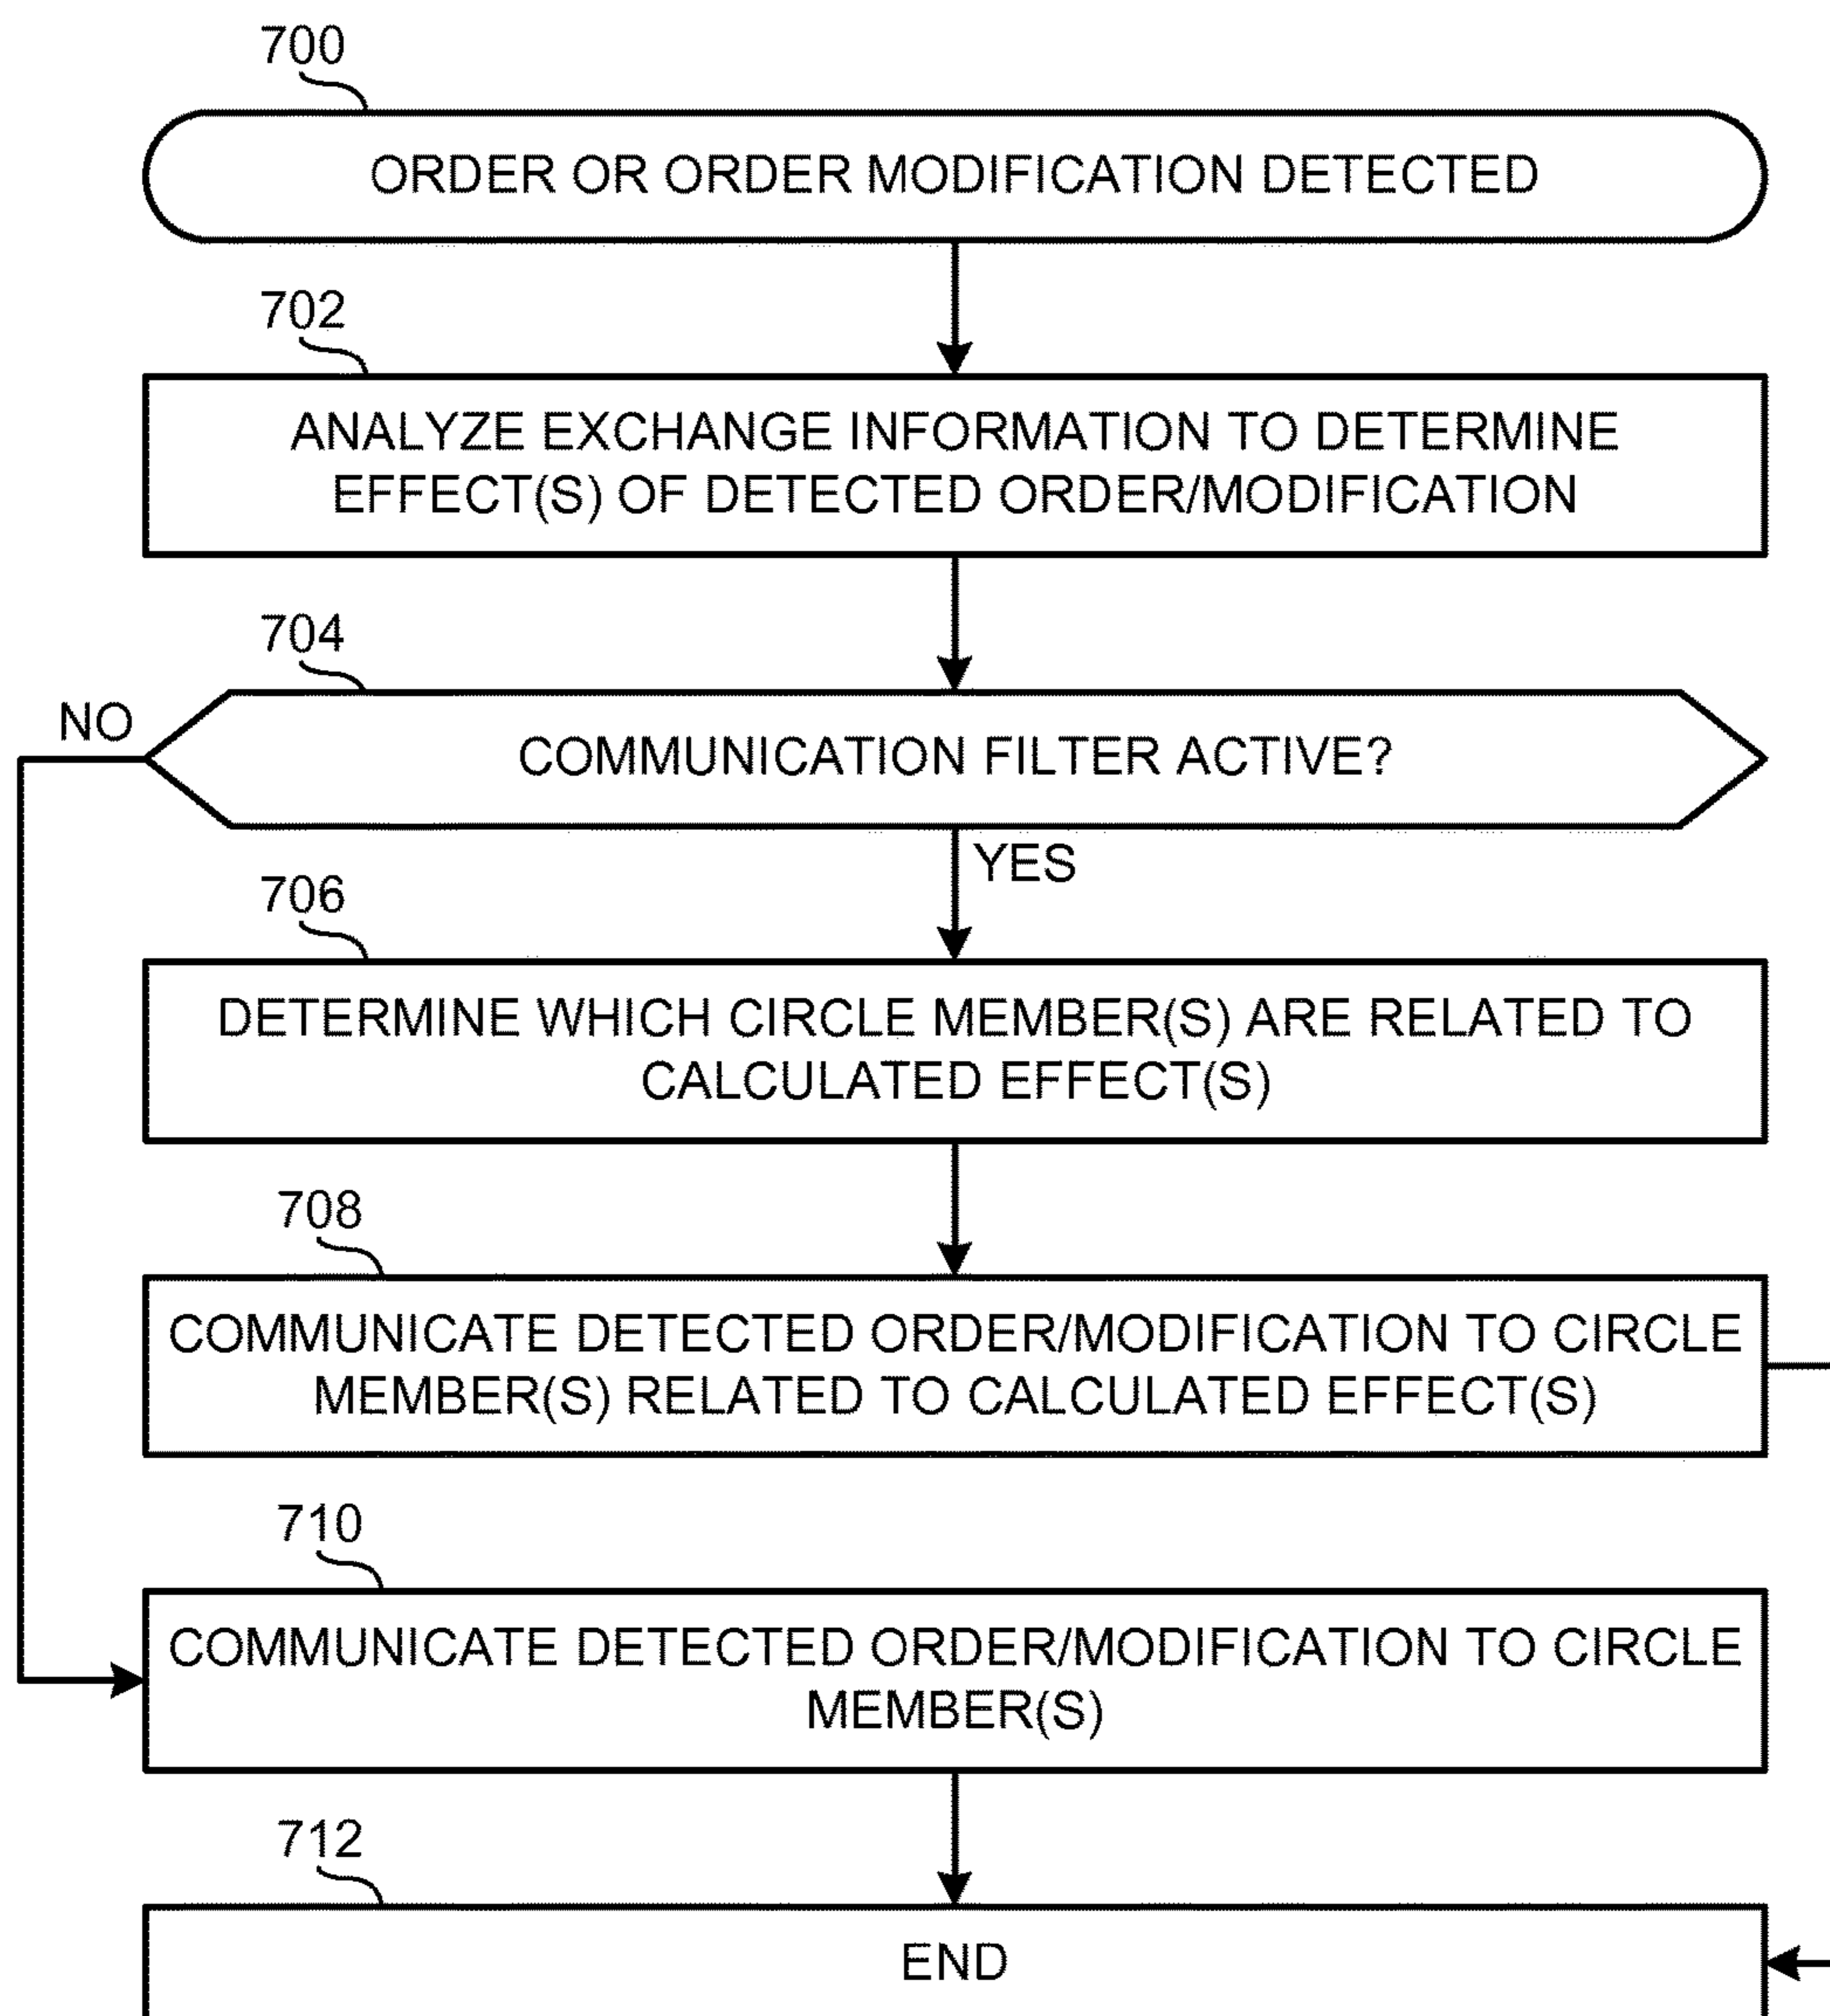 700
ORDER OR ORDER MODIFICATION DETECTED
702
ANALYZE EXCHANGE INFORMATION TO DETERMINE
EFFECT(S) OF DETECTED ORDER/MODIFICATION
704
NO
COMMUNICATION FILTER ACTIVE?
YES
706
DETERMINE WHICH CIRCLE MEMBER(S) ARE RELATED TO
CALCULATED EFFECT(S)
708
COMMUNICATE DETECTED ORDER/MODIFICATION TO CIRCLE
MEMBER(S) RELATED TO CALCULATED EFFECT(S)
710
COMMUNICATE DETECTED ORDER/MODIFICATION TO CIRCLE
MEMBER(S)
712
END